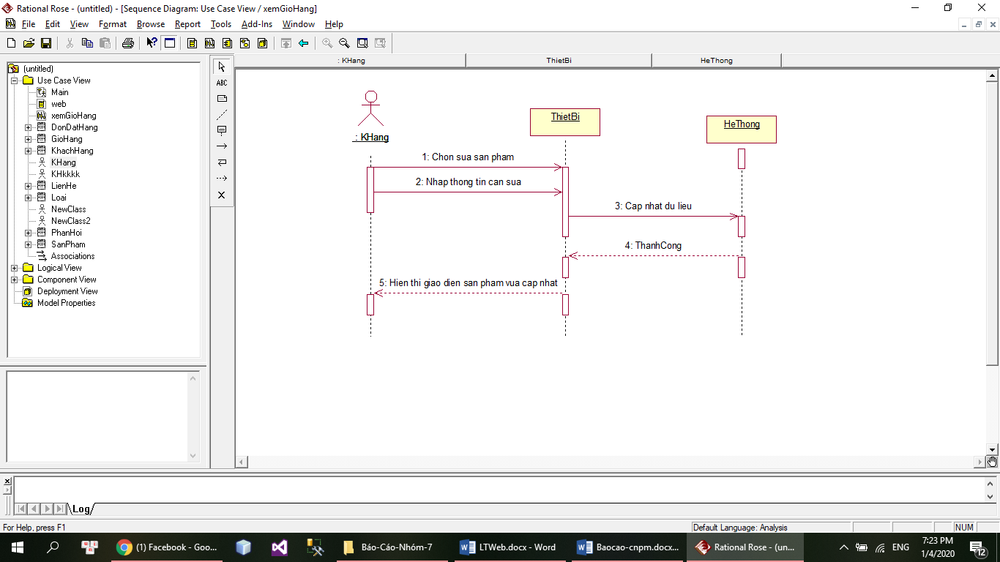 Rational Rose - (untitled) - [Sequence Diagram: Use Case View / xemGioHang]
File Edit View Format Browse Report Tools Add-Ins Window Help
(untitled)
Use Case View
Main
web
xemGioHang
DonDatHang
GioHang
KhachHang
KHang
KHkkkk
LienHe
Loai
NewClass
NewClass2
PhanHoi
SanPham
Associations
Logical View
Component View
Deployment View
Model Properties
ABC
: KHang ThietBi HeThong
: KHang
ThietBi
HeThong
1: Chon sua san pham
2: Nhap thong tin can sua
3: Cap nhat du lieu
4: ThanhCong
5: Hien thi giao dien san pham vua cap nhat
Log
For Help, press F1
Default Language: Analysis
NUM
(1) Facebook - Goo...
Báo-Cáo-Nhóm-7
LTWeb.docx - Word
Baocao-cnpm.docx...
Rational Rose - (un...
ENG
7:23 PM
1/4/2020
12